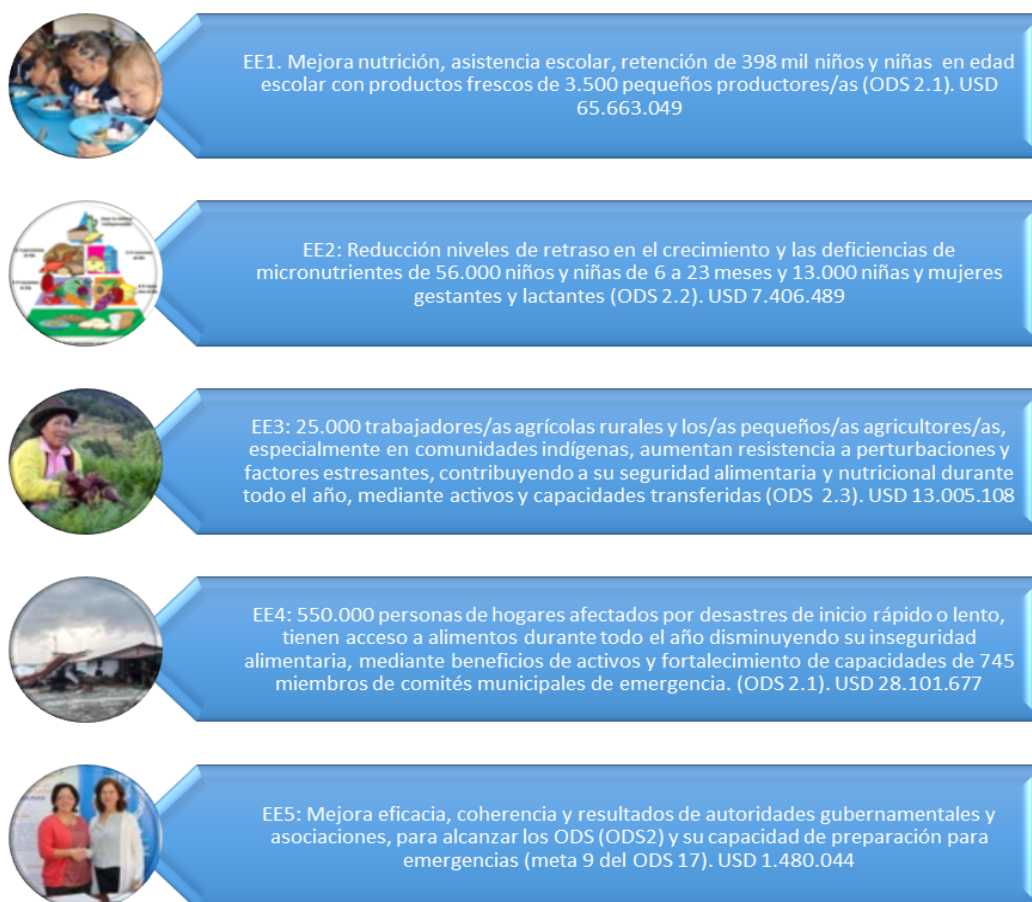 EE1. Mejora nutrición, asistencia escolar, retención de 398 mil niños y niñas en edad
escolar con productos frescos de 3.500 pequeños productores/as (ODS 2.1). USD
65.663.049
EE2: Reducción niveles de retraso en el crecimiento y las deficiencias de
micronutrientes de 56.000 niños y niñas de 6 a 23 meses y 13.000 niñas y mujeres
gestantes y lactantes (ODS 2.2). USD 7.406.489
EE3: 25.000 trabajadores/as agrícolas rurales y los/as pequeños/as agricultores/as,
especialmente en comunidades indígenas, aumentan resistencia a perturbaciones y
factores estresantes, contribuyendo a su seguridad alimentaria y nutricional durante
todo el año, mediante activos y capacidades transferidas (ODS 2.3). USD 13.005.108
EE4: 550.000 personas de hogares afectados por desastres de inicio rápido o lento,
tienen acceso a alimentos durante todo el año disminuyendo su inseguridad
alimentaria, mediante beneficios de activos y fortalecimiento de capacidades de 745
miembros de comités municipales de emergencia. (ODS 2.1). USD 28.101.677
EE5: Mejora eficacia, coherencia y resultados de autoridades gubernamentales y
asociaciones, para alcanzar los ODS (ODS2) y su capacidad de preparación para
emergencias (meta 9 del ODS 17). USD 1.480.044